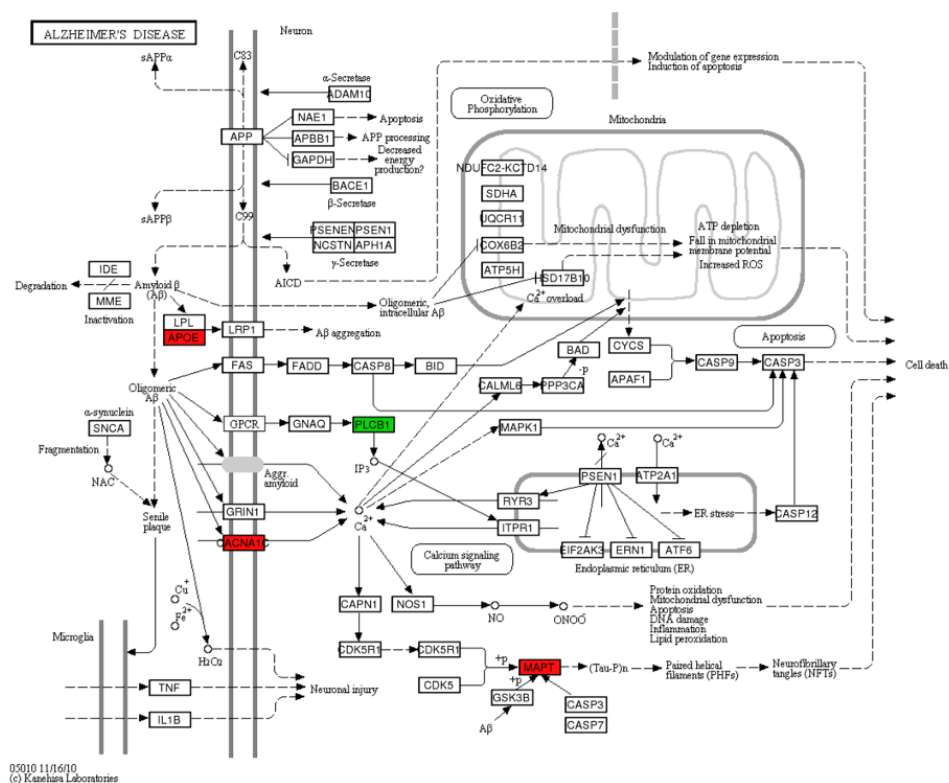 ALZHEIMER'S DISEASE
Neuron
sAPPα
C83
α-Secretase
ADAM10
Modulation of gene expression
Induction of apoptosis
Oxidative
Phosphorylation
Mitochondria
NAE1
Apoptosis
APP
APBB1
APP processing
GAPDH
Decreased
energy
production?
BACE1
β-Secretase
sAPPβ
C99
PSENEN
PSEN1
NCSTN
APH1A
γ-Secretase
AICD
NDUFC2-KCTD14
SDHA
UQCR11
COX6B2
ATP5H
Mitochondrial dysfunction
ATP depletion
Fall in mitochondrial
membrane potential
Increased ROS
SD17B10
Ca2+ overload
IDE
Degradation
Amyloid β
(Aβ)
MME
Inactivation
Oligomeric,
intracellular Aβ
LPL
APOE
LRP1
Aβ aggregation
FAS
FADD
CASP8
BID
BAD
-p
CYCS
Apoptosis
CASP9
CASP3
Cell death
CALML6
PPP3CA
APAF1
Oligomeric
Aβ
α-synuclein
SNCA
Fragmentation
NAC
GPCR
GNAQ
PLCB1
MAPK1
IP3
Ca2+
Ca2+
Aggr.
amyloid
PSEN1
ATP2A1
Senile
plaque
GRIN1
Ca2+
RYR3
ITPR1
ER stress
CASP12
CACNA1C
EIF2AK3
ERN1
ATF6
Calcium signaling
pathway
Endoplasmic reticulum (ER)
Cu+
Fe2+
CAPN1
NOS1
NO
ONOO-
Protein oxidation
Mitochondrial dysfunction
Apoptosis
DNA damage
Inflammation
Lipid peroxidation
Microglia
H2O2
CDK5R1
CDK5R1
+p
MAPT
(Tau-P)n
Paired helical
filaments (PHFs)
Neurofibrillary
tangles (NFTs)
TNF
Neuronal injury
CDK5
+p
GSK3B
CASP3
CASP7
IL1B
Aβ
05010 11/16/10
(c) Kanehisa Laboratories